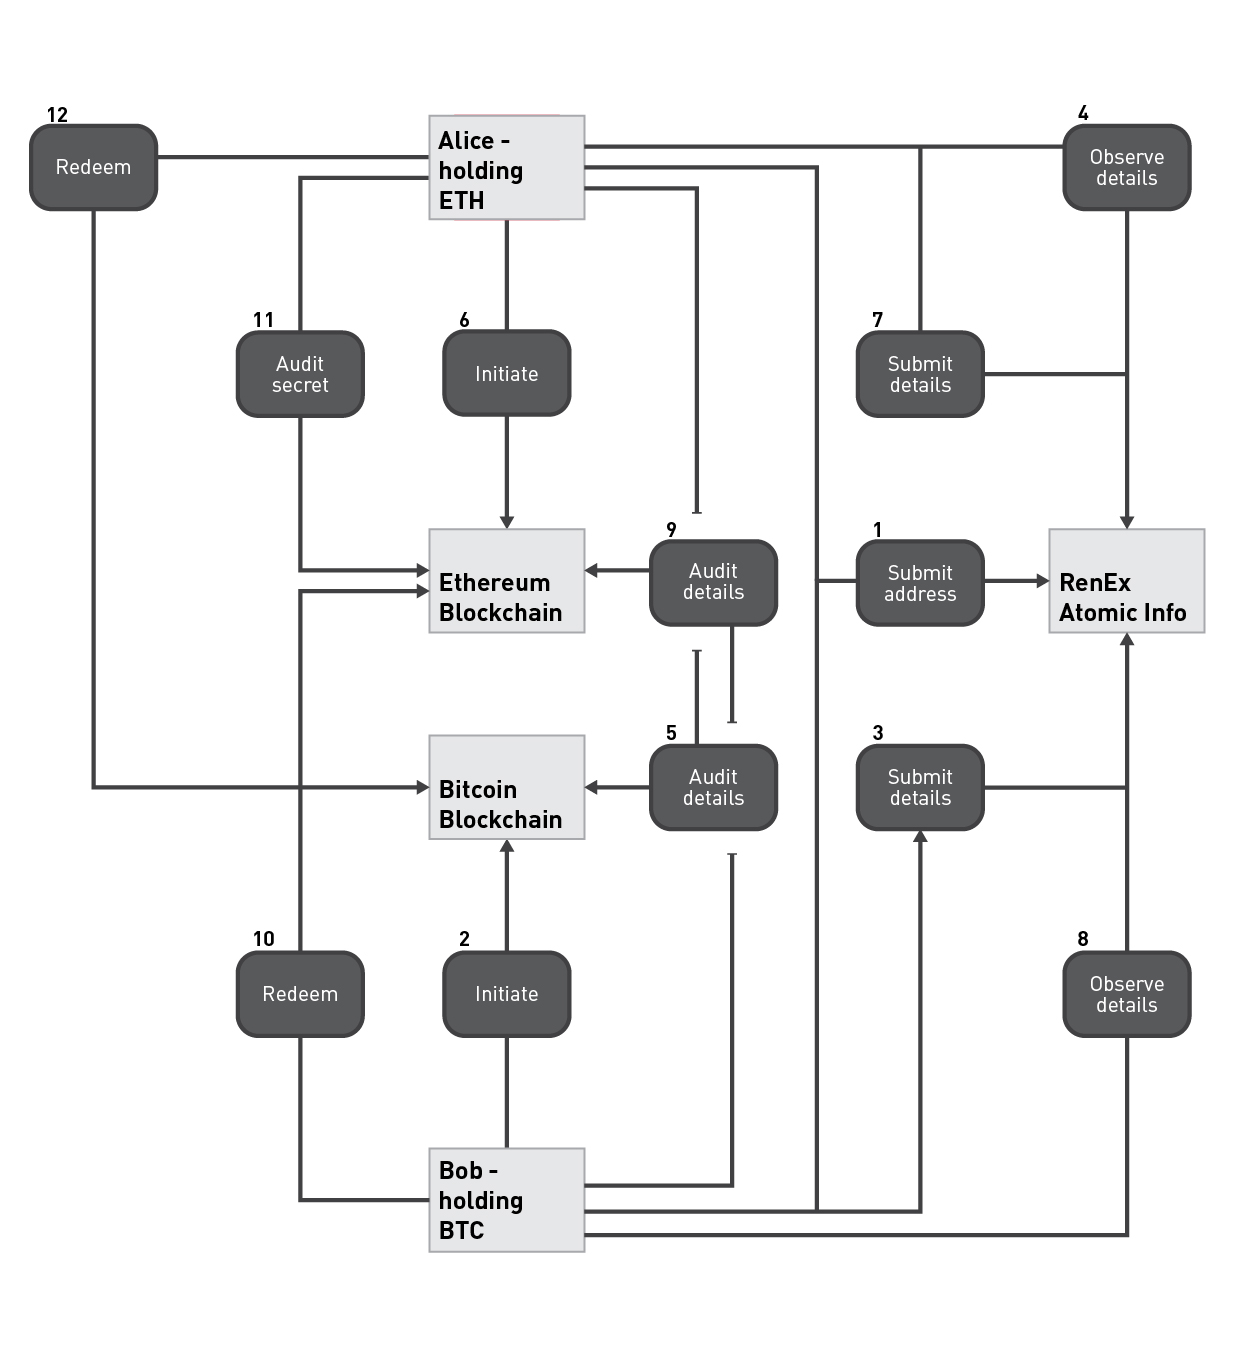 12
Redeem
Alice -
holding
ETH
4
Observe
details
11
Audit
secret
6
Initiate
7
Submit
details
Ethereum
Blockchain
9
Audit
details
1
Submit
address
RenEx
Atomic Info
Bitcoin
Blockchain
5
Audit
details
3
Submit
details
10
Redeem
2
Initiate
8
Observe
details
Bob -
holding
BTC